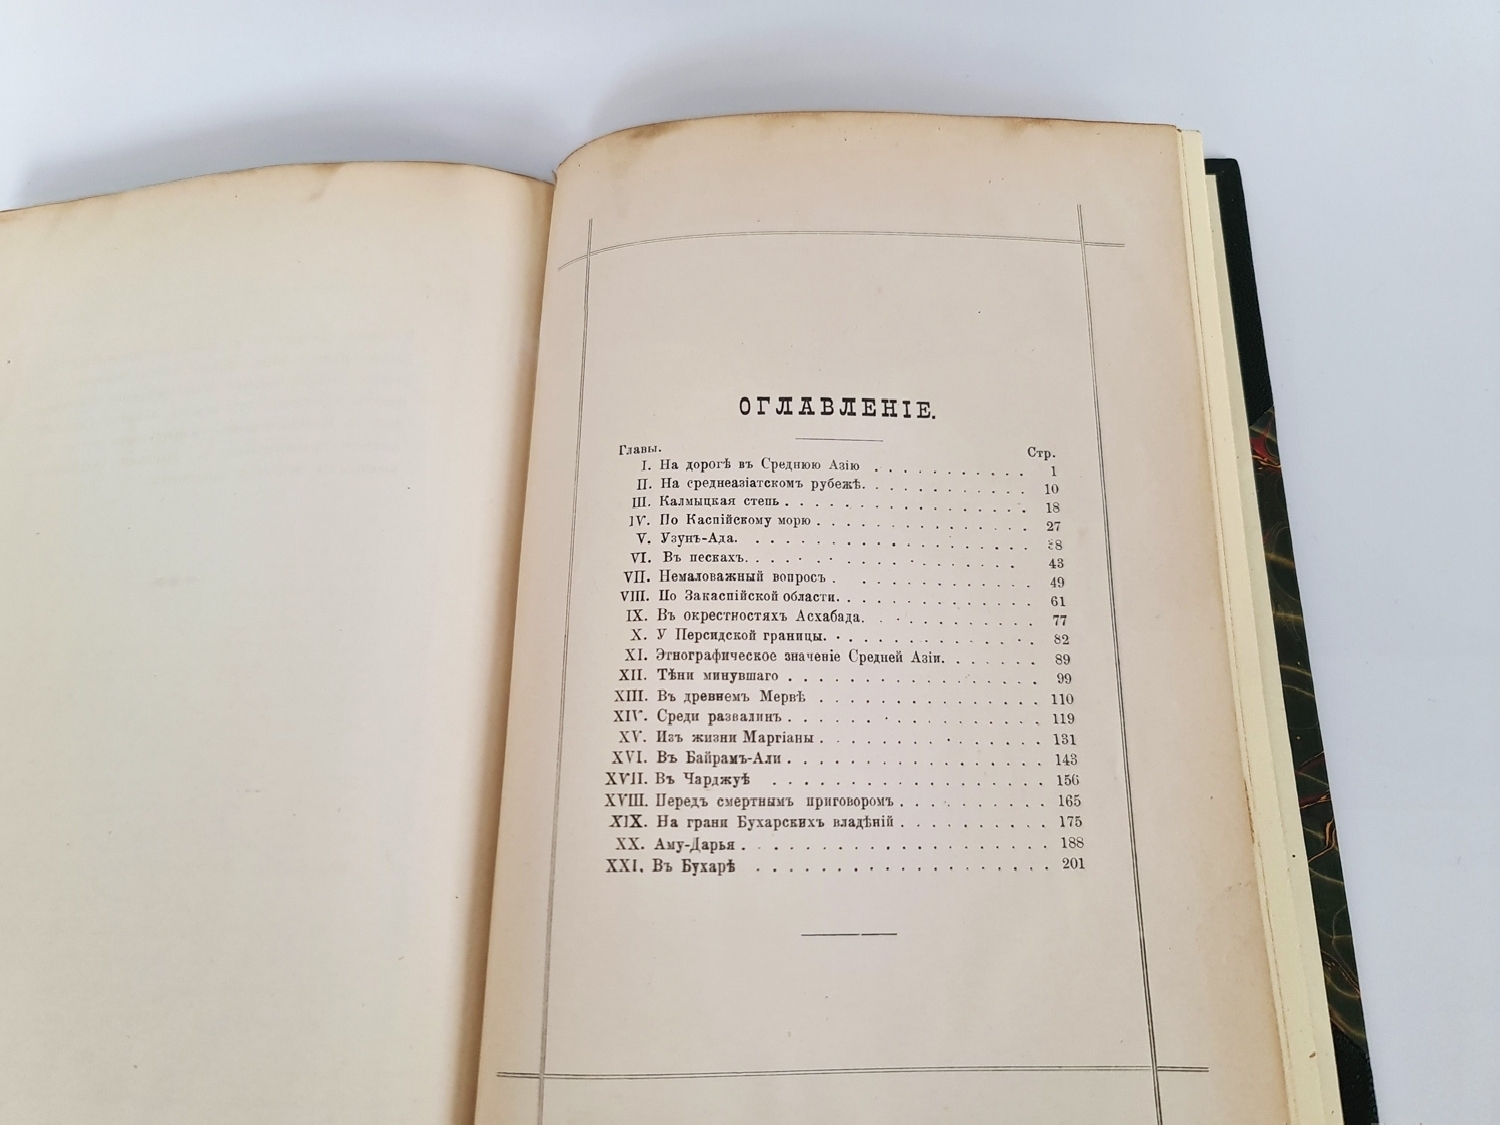 ОГЛАВЛЕНІЕ.
Главы. Стр.
I. На дорогѣ въ Среднюю Азію . . . . . . . . . . . 1
II. На среднеазіатскомъ рубежѣ. . . . . . . . . . . . 10
III. Калмыцкая степь . . . . . . . . . . . . . . . . 18
IV. По Каспійскому морю . . . . . . . . . . . . . . 27
V. Узунъ-Ада. . . . . . . . . . . . . . . . . .
VI. Въ пескахъ. . . . . . . . . . . . . . . . . 43
VII. Немаловажный вопросъ . . . . . . . . . . . . 49
VIII. По Закаспійской области. . . . . . . . . . . . . 61
IX. Въ окрестностяхъ Асхабада. . . . . . . . . . . . 77
X. У Персидской границы. . . . . . . . . . . . . . 82
XI. Этнографическое значеніе Средней Азіи. . . . . . . 89
XII. Тѣни минувшаго . . . . . . . . . . . . . . . . 99
XIII. Въ древнемъ Мервѣ . . . . . . . . . . . . . . 110
XIV. Среди развалинъ . . . . . . . . . . . . . . . . 119
XV. Изъ жизни Маргіаны . . . . . . . . . . . . . . 131
XVI. Въ Байрамъ-Али . . . . . . . . . . . . . . . . 143
XVII. Въ Чарджуѣ . . . . . . . . . . . . . . . . . 156
XVIII. Передъ смертнымъ приговоромъ . . . . . . . . . . 165
XIX. На грани Бухарскихъ владѣній . . . . . . . . . . 175
XX. Аму-Дарья . . . . . . . . . . . . . . . . . . . 188
XXI. Въ Бухарѣ . . . . . . . . . . . . . . . . . . 201